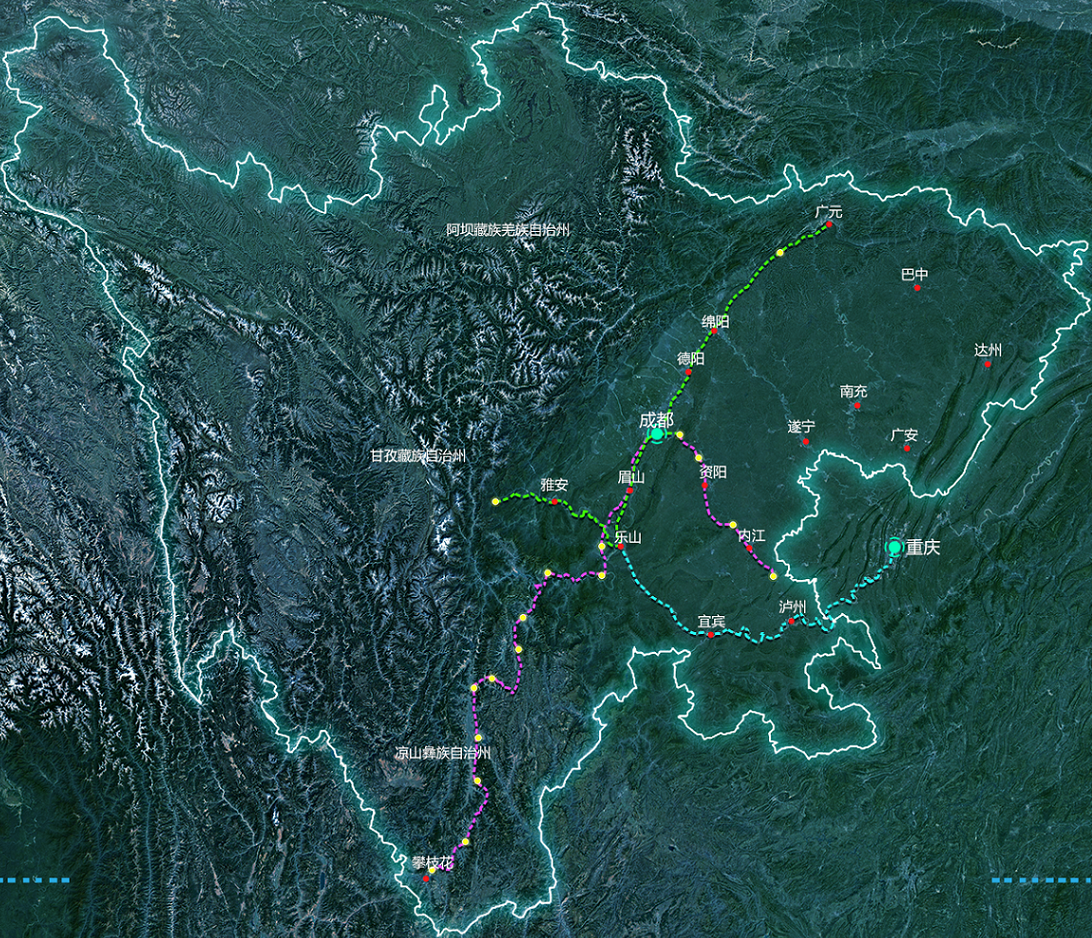 广元
阿坝藏族羌族自治州
巴中
绵阳
达州
德阳
南充
成都
遂宁
广安
甘孜藏族自治州
资阳
眉山
雅安
内江
乐山
重庆
泸州
宜宾
凉山彝族自治州
攀枝花